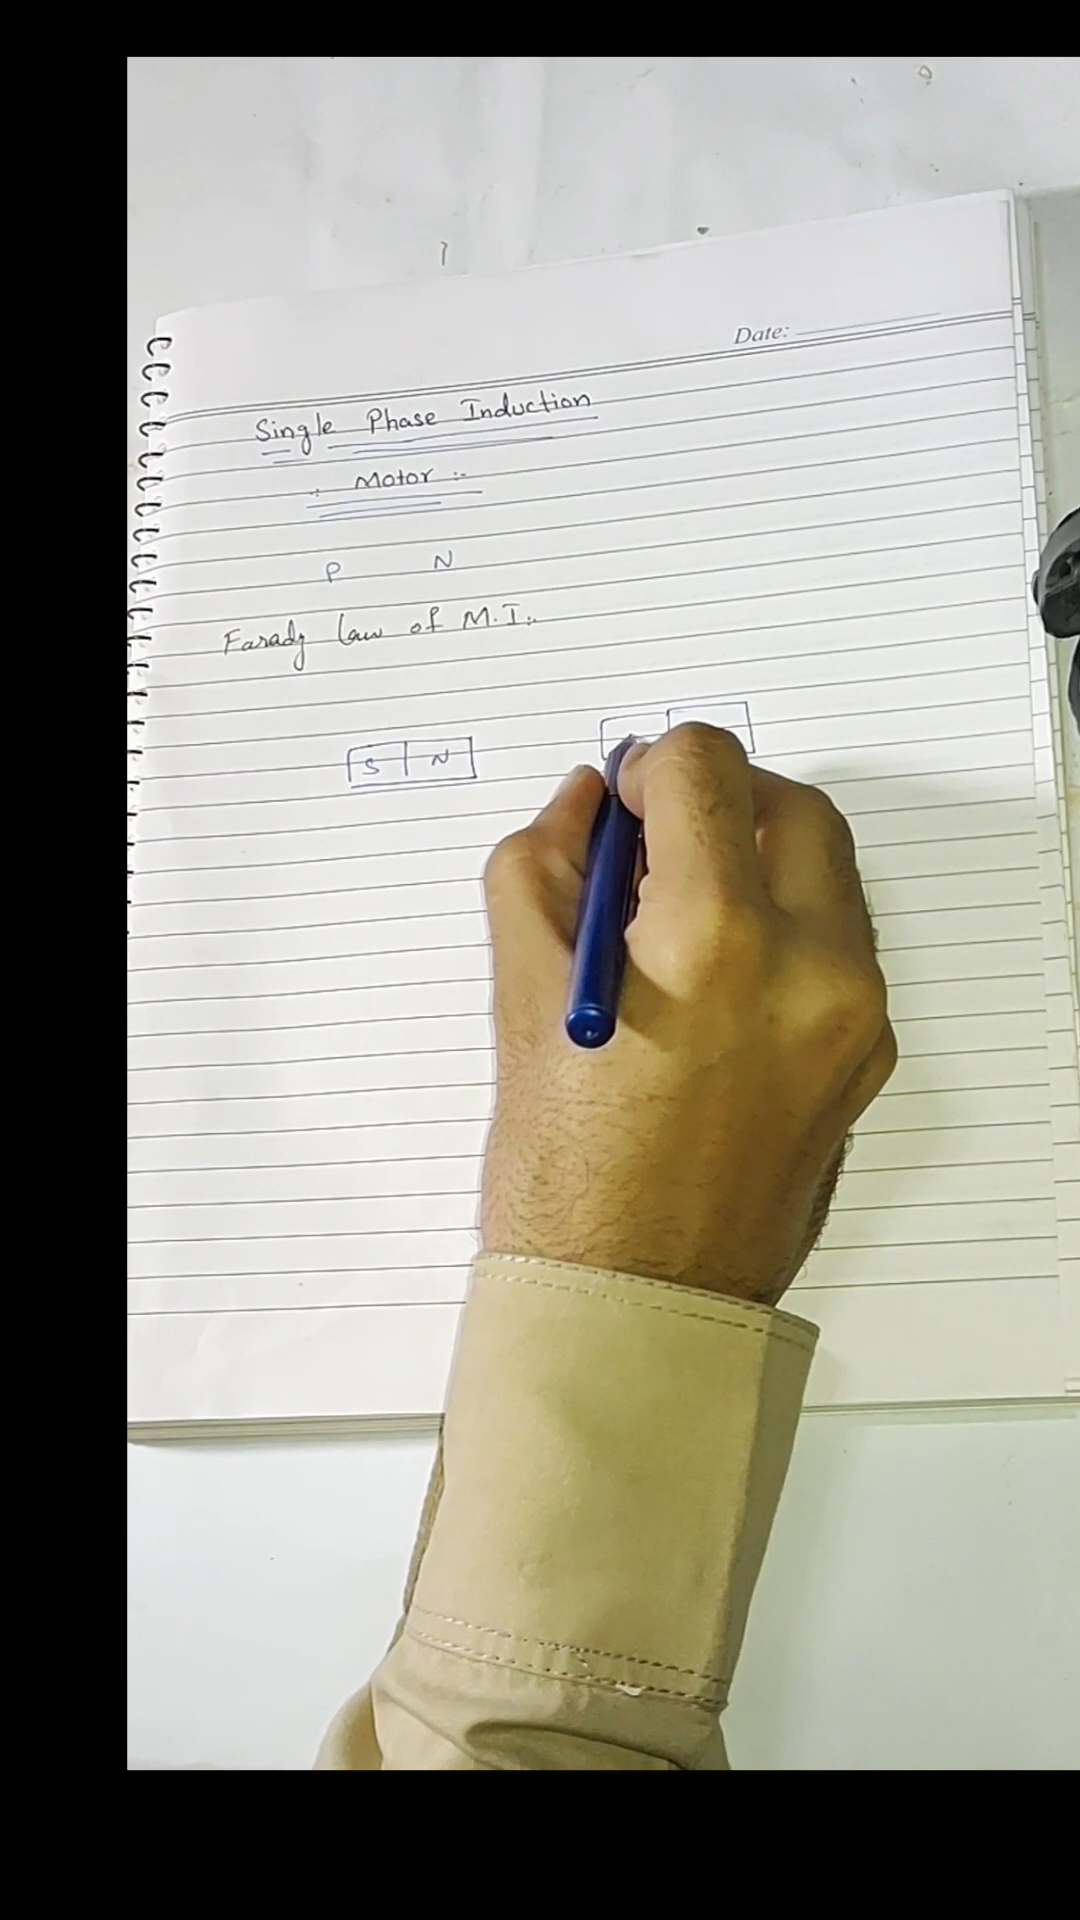 Date:
Single Phase Induction
:- Motor :-
P N
Farady law of M.I:-
S N